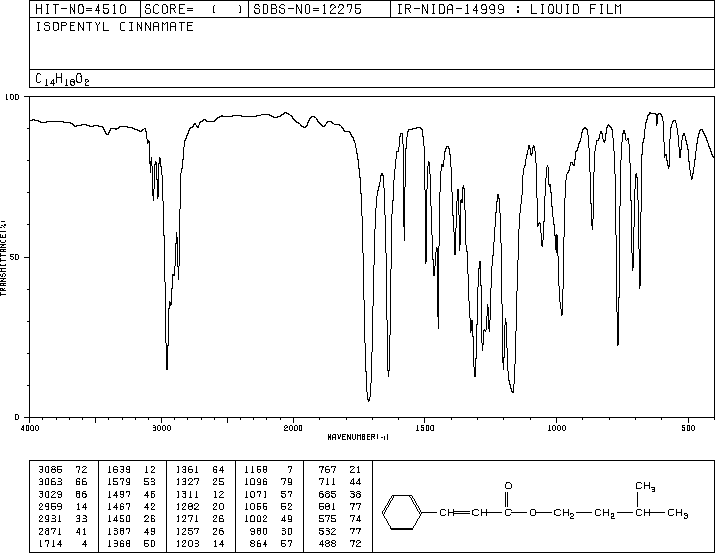 HIT-NO=4510 SCORE= ( ) SDBS-NO=12275 IR-NIDA-14999 : LIQUID FILM
ISOPENTYL CINNAMATE
C14H18O2
100
50
0
TRANSMITTANCE(%)
4000 3000 2000 1500 1000 500
WAVENUMBER(-1)
3085 72 1639 12 1361 64 1168 7 767 21
3063 66 1579 53 1327 25 1096 79 711 44
3029 66 1497 46 1311 12 1071 57 685 38
2959 14 1467 42 1282 20 1055 52 581 77
2931 33 1450 26 1271 26 1002 49 575 74
2871 41 1387 49 1257 26 980 30 532 77
1714 4 1368 50 1203 14 864 57 488 72
O CH3
CH=CH-C-O-CH2-CH2-CH-CH3